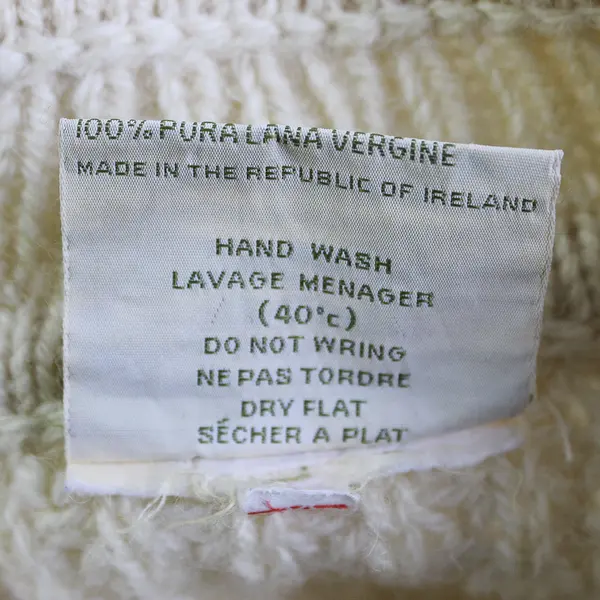 100% PURA LANA VERGINE
MADE IN THE REPUBLIC OF IRELAND
HAND WASH
LAVAGE MENAGER
(40°c)
DO NOT WRING
NE PAS TORDRE
DRY FLAT
SÉCHER A PLAT